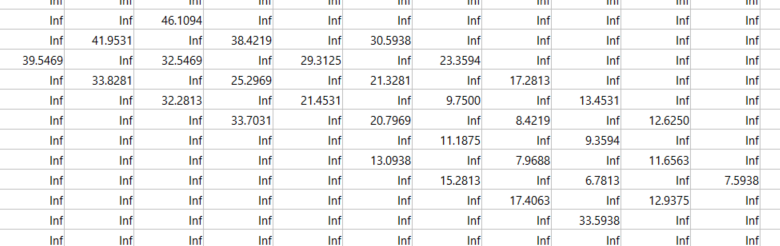 Inf Inf Inf Inf Inf Inf Inf Inf Inf Inf Inf
Inf Inf 46.1094 Inf Inf Inf Inf Inf Inf Inf Inf
Inf 41.9531 Inf 38.4219 Inf 30.5938 Inf Inf Inf Inf Inf
39.5469 Inf 32.5469 Inf 29.3125 Inf 23.3594 Inf Inf Inf Inf
Inf 33.8281 Inf 25.2969 Inf 21.3281 Inf 17.2813 Inf Inf Inf
Inf Inf 32.2813 Inf 21.4531 Inf 9.7500 Inf 13.4531 Inf Inf
Inf Inf Inf 33.7031 Inf 20.7969 Inf 8.4219 Inf 12.6250 Inf
Inf Inf Inf Inf Inf Inf 11.1875 Inf 9.3594 Inf Inf
Inf Inf Inf Inf Inf 13.0938 Inf 7.9688 Inf 11.6563 Inf
Inf Inf Inf Inf Inf Inf 15.2813 Inf 6.7813 Inf 7.5938
Inf Inf Inf Inf Inf Inf Inf 17.4063 Inf 12.9375 Inf
Inf Inf Inf Inf Inf Inf Inf Inf 33.5938 Inf Inf
Inf Inf Inf Inf Inf Inf Inf Inf Inf Inf Inf